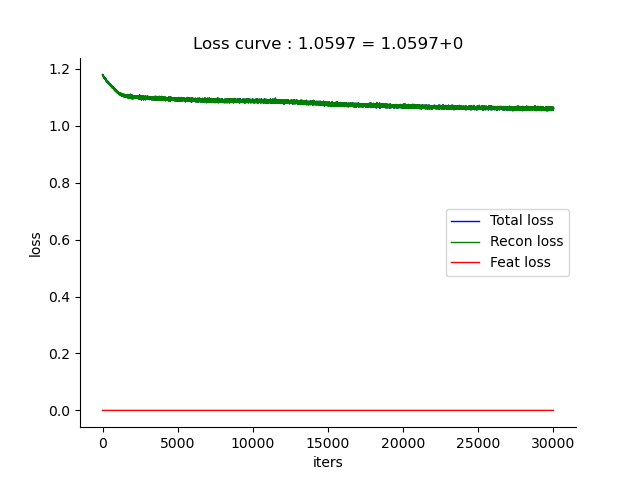 Loss curve : 1.0597 = 1.0597+0
1.2
1.0
0.8
0.6
0.4
0.2
0.0
loss
Total loss
Recon loss
Feat loss
0 5000 10000 15000 20000 25000 30000
iters